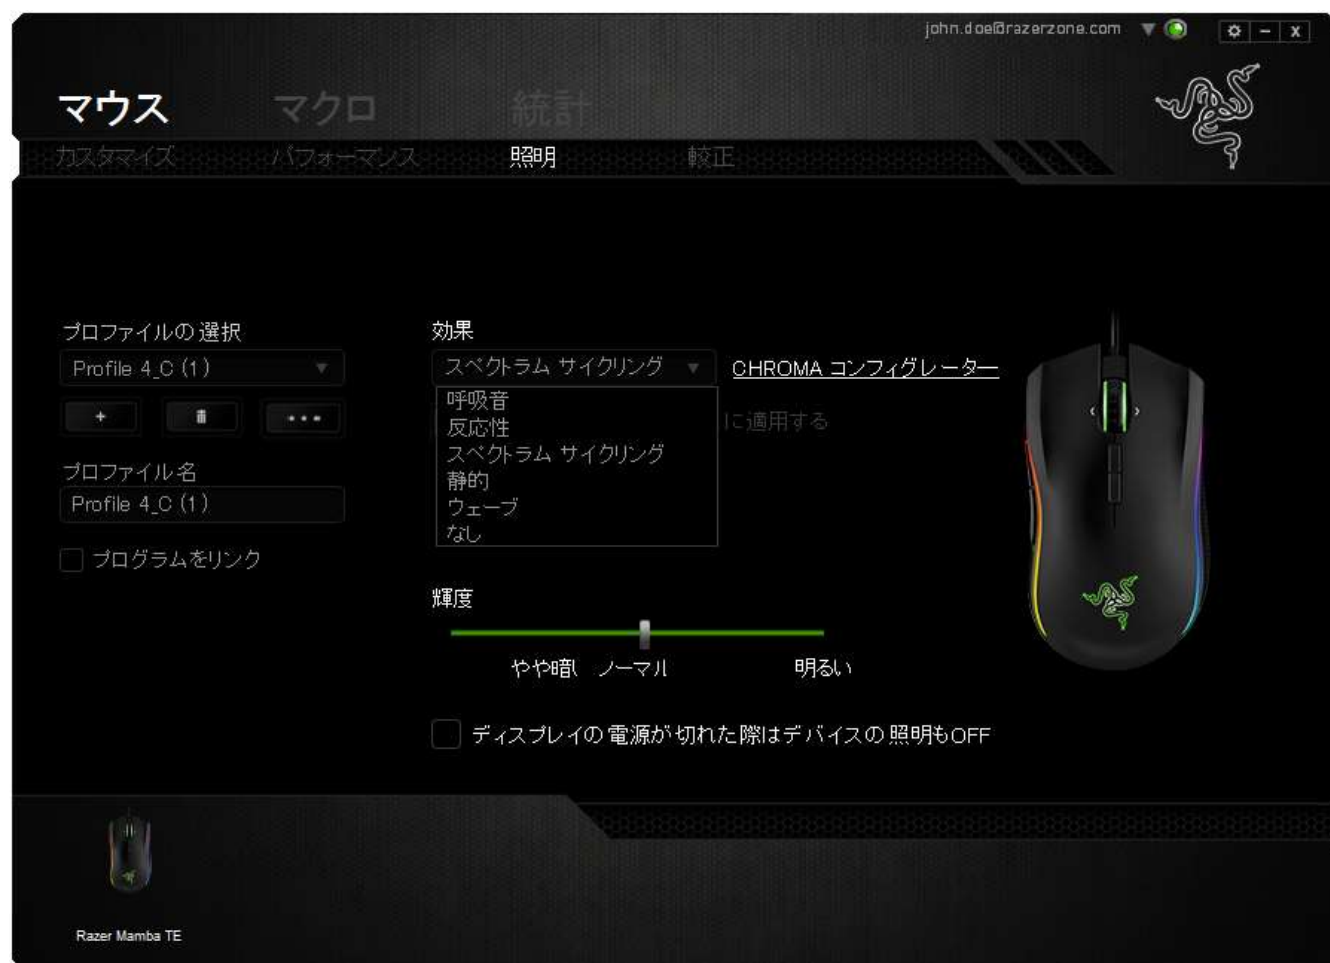 john.doe@razerzone.com
マウス マクロ 統計
カスタマイズ パフォーマンス 照明 較正
プロファイルの選択
Profile 4_C (1)
プロファイル名
Profile 4_C (1)
プログラムをリンク
効果
スペクトラム サイクリング
CHROMA コンフィグレーター
呼吸音
反応性
スペクトラム サイクリング
静的
ウェーブ
なし
に適用する
輝度
やや暗い ノーマル 明るい
ディスプレイの電源が切れた際はデバイスの照明もOFF
Razer Mamba TE